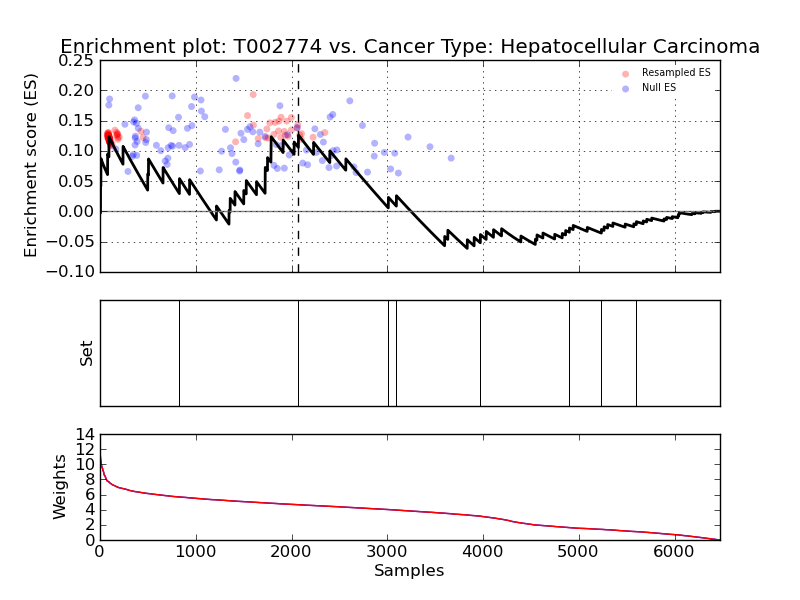 Enrichment plot: T002774 vs. Cancer Type: Hepatocellular Carcinoma
Enrichment score (ES)
0.25
0.20
0.15
0.10
0.05
0.00
−0.05
−0.10
Resampled ES
Null ES
Set
Weights
14
12
10
8
6
4
2
0
0 1000 2000 3000 4000 5000 6000
Samples